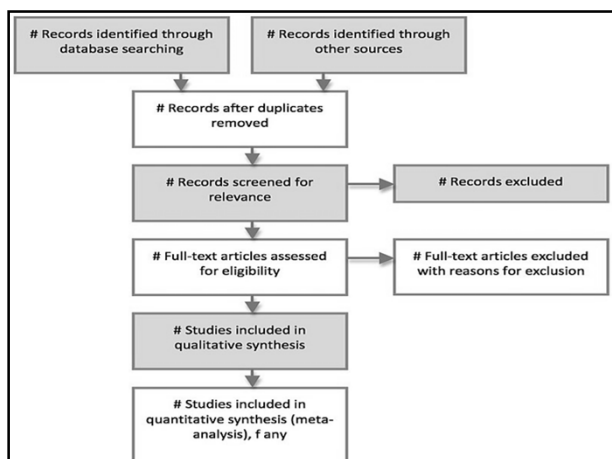 # Records identified through
database searching
# Records identified through
other sources
# Records after duplicates
removed
# Records screened for
relevance
# Records excluded
# Full-text articles assessed
for eligibility
# Full-text articles excluded
with reasons for exclusion
# Studies included in
qualitative synthesis
# Studies included in
quantitative synthesis (meta-
analysis), f any